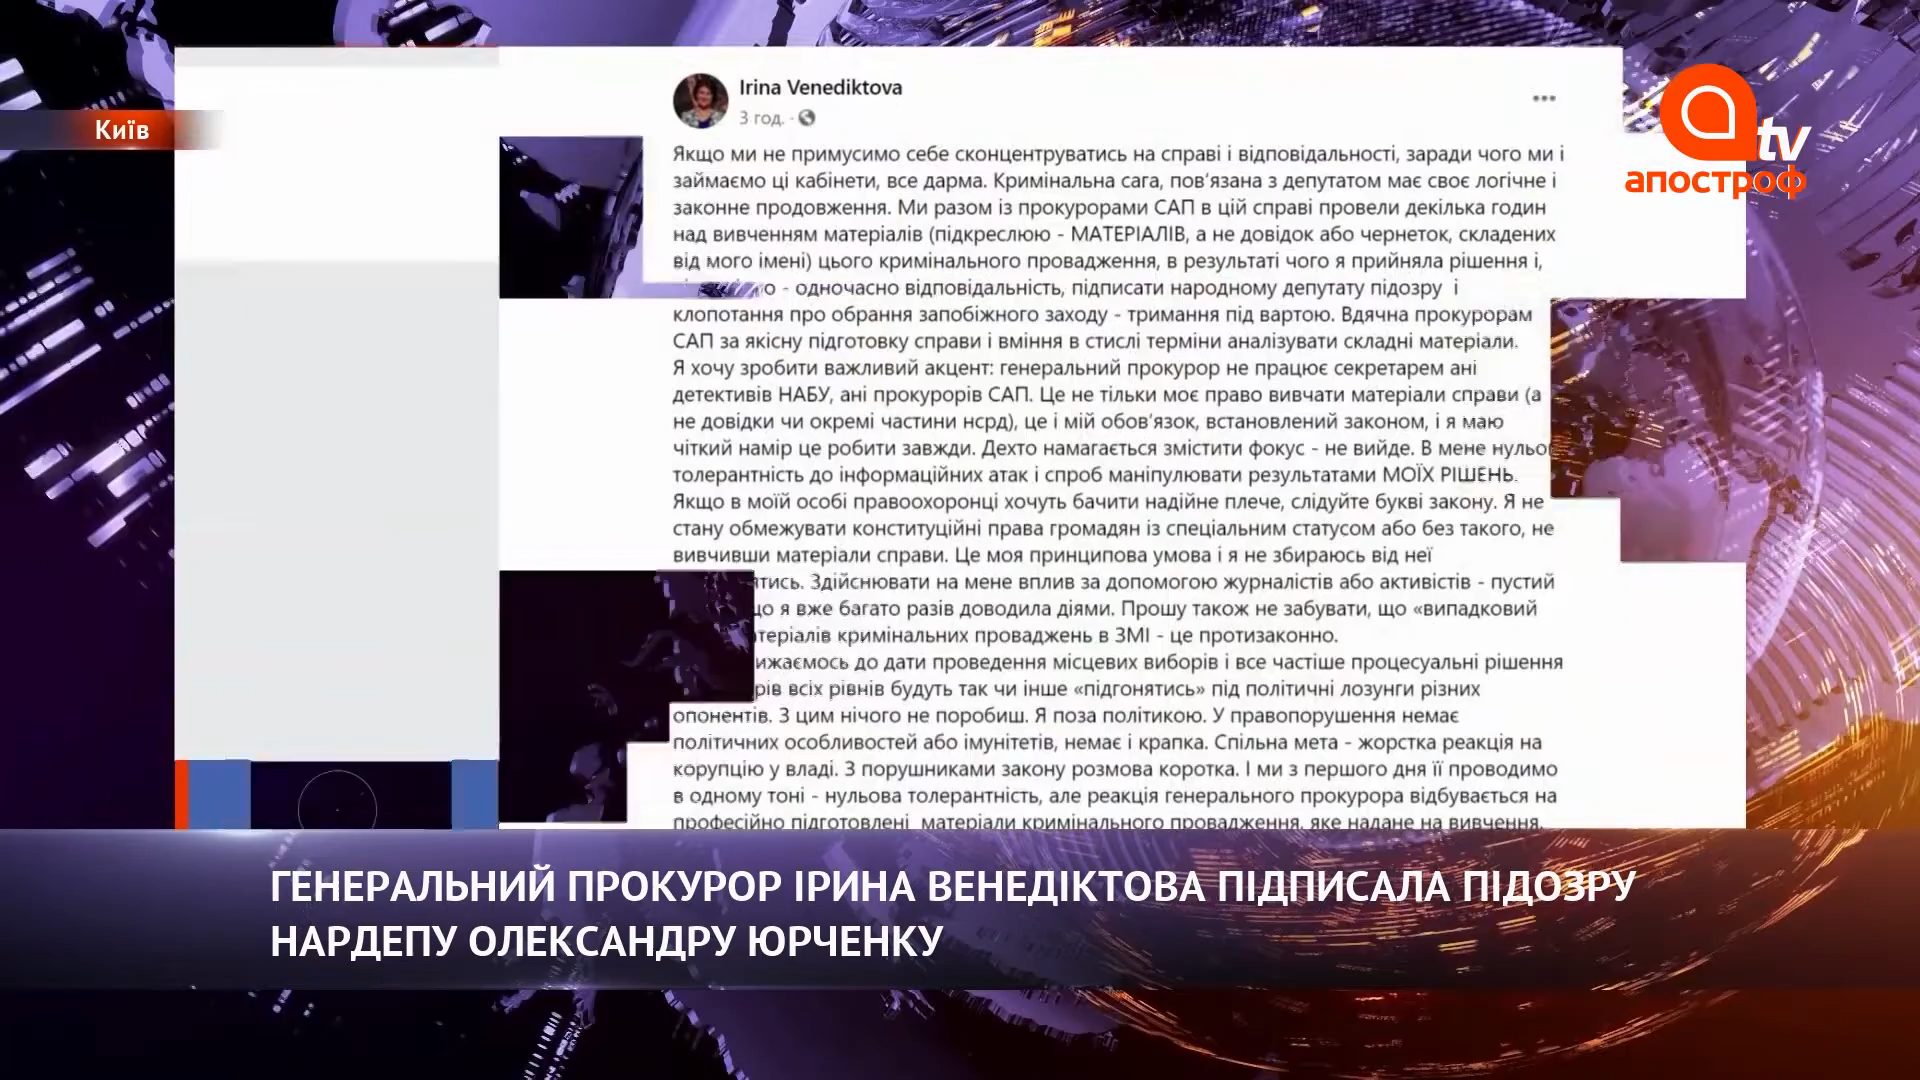 Irina Venediktova
3 год.
Київ
tv
апостроф
Якщо ми не примусимо себе сконцентруватись на справі і відповідальності, заради чого ми і
займаємо ці кабінети, все дарма. Кримінальна сага, пов'язана з депутатом має своє логічне і
законне продовження. Ми разом із прокурорами САП в цій справі провели декілька годин
над вивченням матеріалів (підкреслюю - МАТЕРІАЛІВ, а не довідок або чернеток, складених
від мого імені) цього кримінального провадження, в результаті чого я прийняла рішення і,
- одночасно відповідальність, підписати народному депутату підозру і
клопотання про обрання запобіжного заходу - тримання під вартою. Вдячна прокурорам
САП за якісну підготовку справи і вміння в стислі терміни аналізувати складні матеріали.
Я хочу зробити важливий акцент: генеральний прокурор не працює секретарем ані
детективів НАБУ, ані прокурорів САП. Це не тільки моє право вивчати матеріали справи (а
не довідки чи окремі частини нсрд), це і мій обов'язок, встановлений законом, і я маю
чіткий намір це робити завжди. Дехто намагається змістити фокус - не вийде. В мене
толерантність до інформаційних атак і спроб маніпулювати результатами МОЇХ РІШЕНЬ.
Якщо в моїй особі правоохоронці хочуть бачити надійне плече, слідуйте букві закону. Я не
стану обмежувати конституційні права громадян із спеціальним статусом або без такого, не
вивчивши матеріали справи. Це моя принципова умова і я не збираюсь від неї
Здійснювати на мене вплив за допомогою журналістів або активістів - пустий
я вже багато разів доводила діями. Прошу також не забувати, що «випадковий
кримінальних проваджень в ЗМІ - це протизаконно.
до дати проведення місцевих виборів і все частіше процесуальні рішення
всіх рівнів будуть так чи інше «підгонятись» під політичні лозунги різних
опонентів. З цим нічого не поробиш. Я поза політикою. У правопорушення немає
політичних особливостей або імунітетів, немає і крапка. Спільна мета - жорстка реакція на
корупцію у владі. З порушниками закону розмова коротка. І ми з першого дня її проводимо
в одному тоні - нульова толерантність, але реакція генерального прокурора відбувається на
професійно підготовлені матеріали кримінального провадження, яке надане на вивчення.
ГЕНЕРАЛЬНИЙ ПРОКУРОР ІРИНА ВЕНЕДІКТОВА ПІДПИСАЛА ПІДОЗРУ
НАРДЕПУ ОЛЕКСАНДРУ ЮРЧЕНКУ